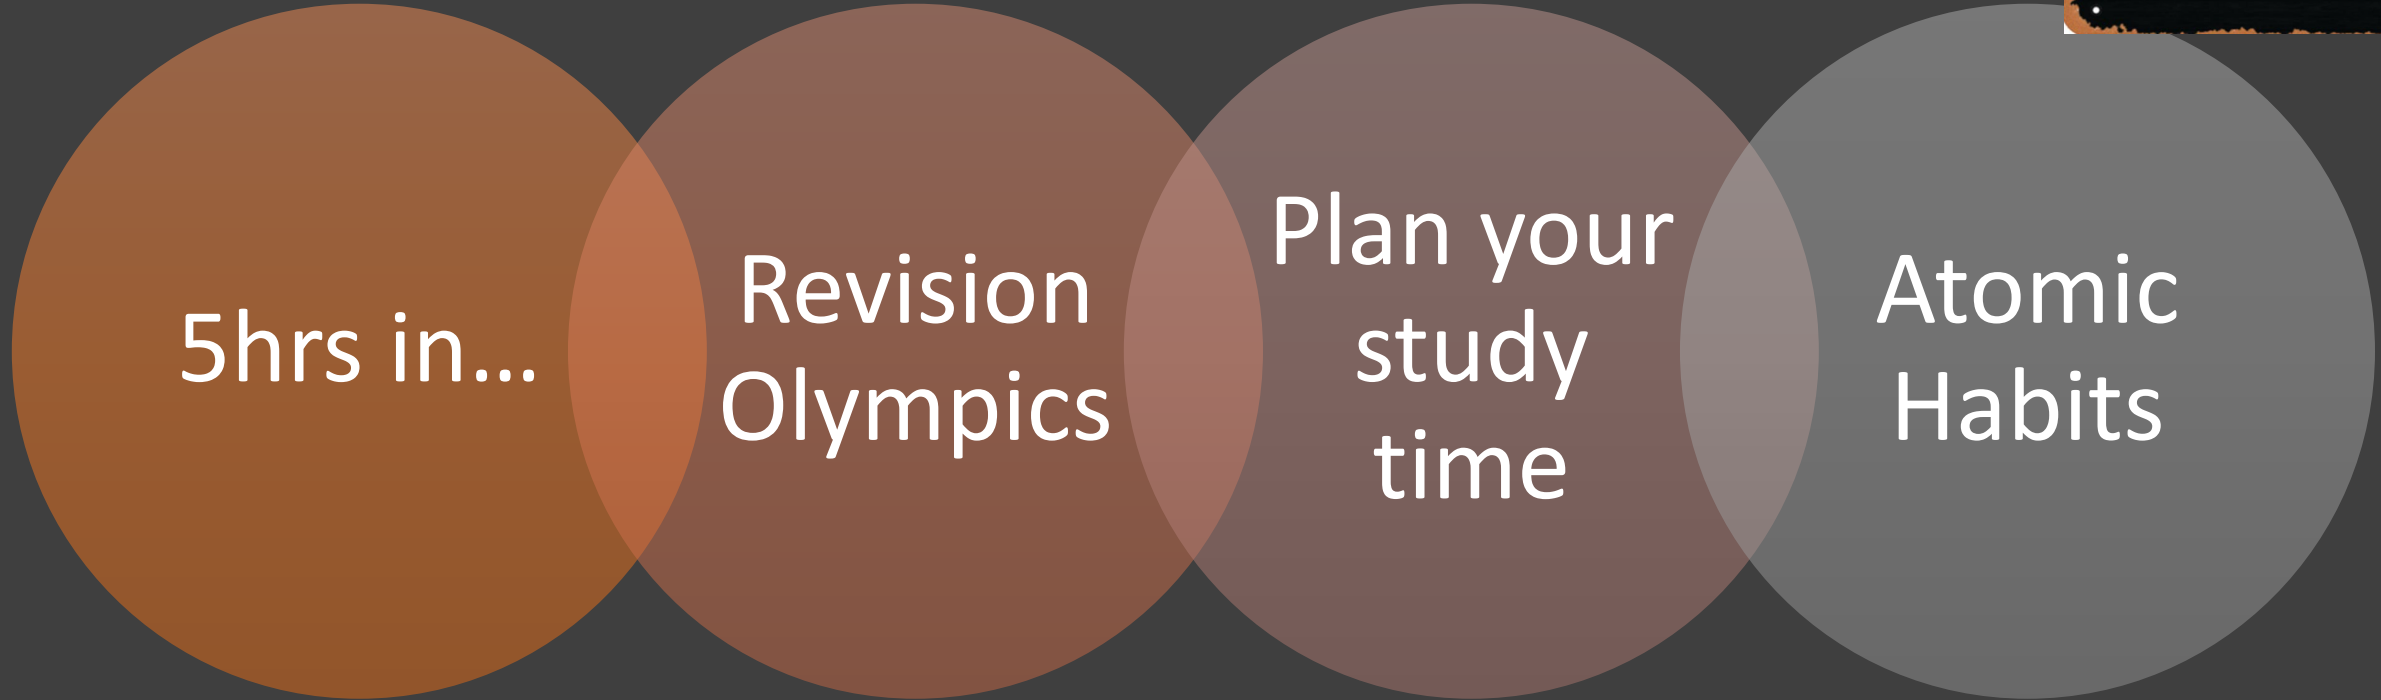 5hrs in...
Revision
Olympics
Plan your
study
time
Atomic
Habits